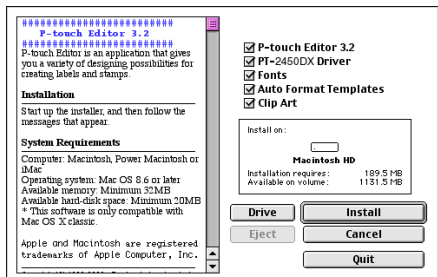 ##########################
P-touch Editor 3.2
##########################
P-touch Editor is an application that gives
you a variety of designing possibilities for
creating labels and stamps.
Installation
Start up the installer, and then follow the
messages that appear.
System Requirements
Computer: Macintosh, Power Macintosh or
iMac
Operating system: Mac OS 8.6 or later
Available memory: Minimum 32MB
Available hard-disk space: Minimum 20MB
* This software is only compatible with
Mac OS X classic.
Apple and Macintosh are registered
trademarks of Apple Computer, Inc.
P-touch Editor 3.2
PT-2450DX Driver
Fonts
Auto Format Templates
Clip Art
Install on:
Macintosh HD
Installation requires: 189.5 MB
Available on volume: 1131.5 MB
Drive
Install
Eject
Cancel
Quit